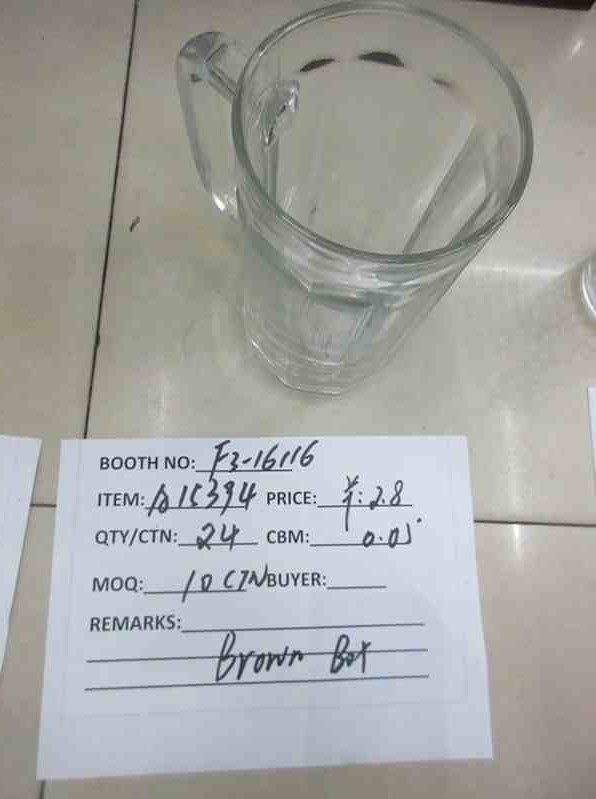 BOOTH NO: F3-16116
ITEM: A15394 PRICE: ¥:2.8
QTY/CTN: 24 CBM: 0.05
MOQ: 10 CTN BUYER:
REMARKS:
Brown Box